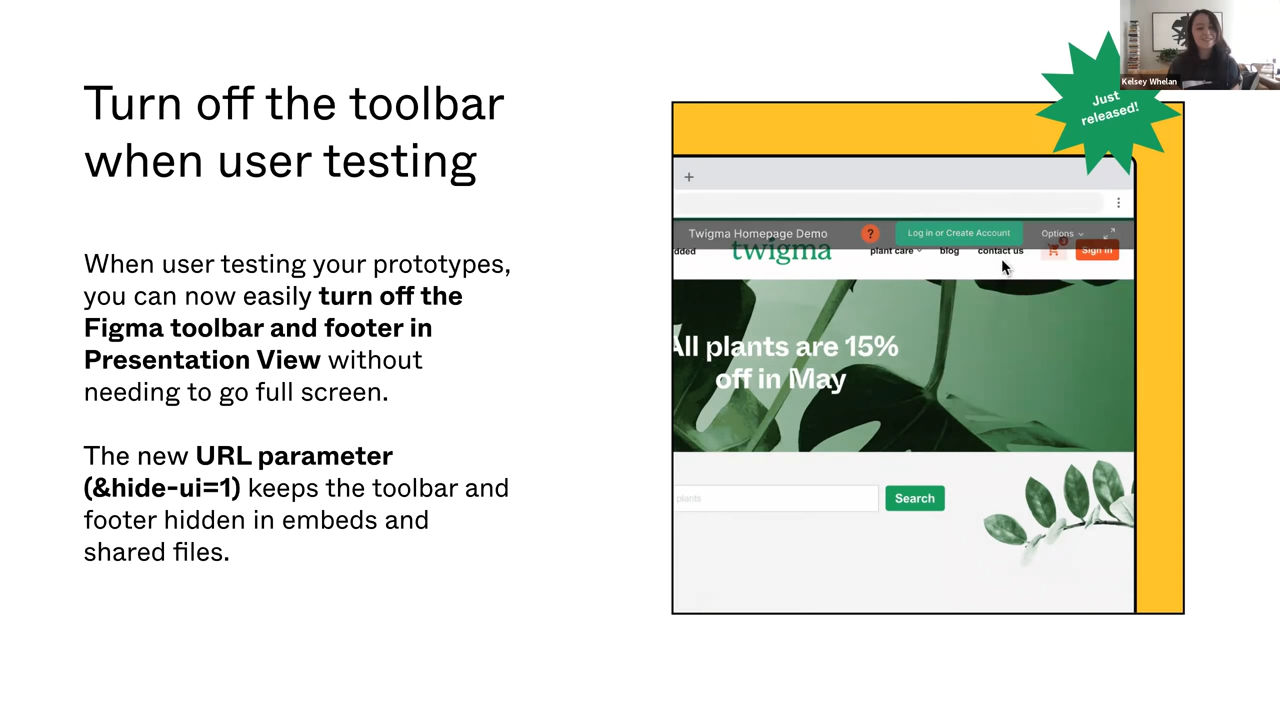 Turn off the toolbar
when user testing
When user testing your prototypes,
you can now easily turn off the
Figma toolbar and footer in
Presentation View without
needing to go full screen.
The new URL parameter
(&hide-ui=1) keeps the toolbar and
footer hidden in embeds and
shared files.
Kelsey Whelan
Just
released!
+
Twigma Homepage Demo
?
Log in or Create Account
Options
dded
twigma
plant care
blog
contact us
Sign in
All plants are 15%
off in May
plants
Search